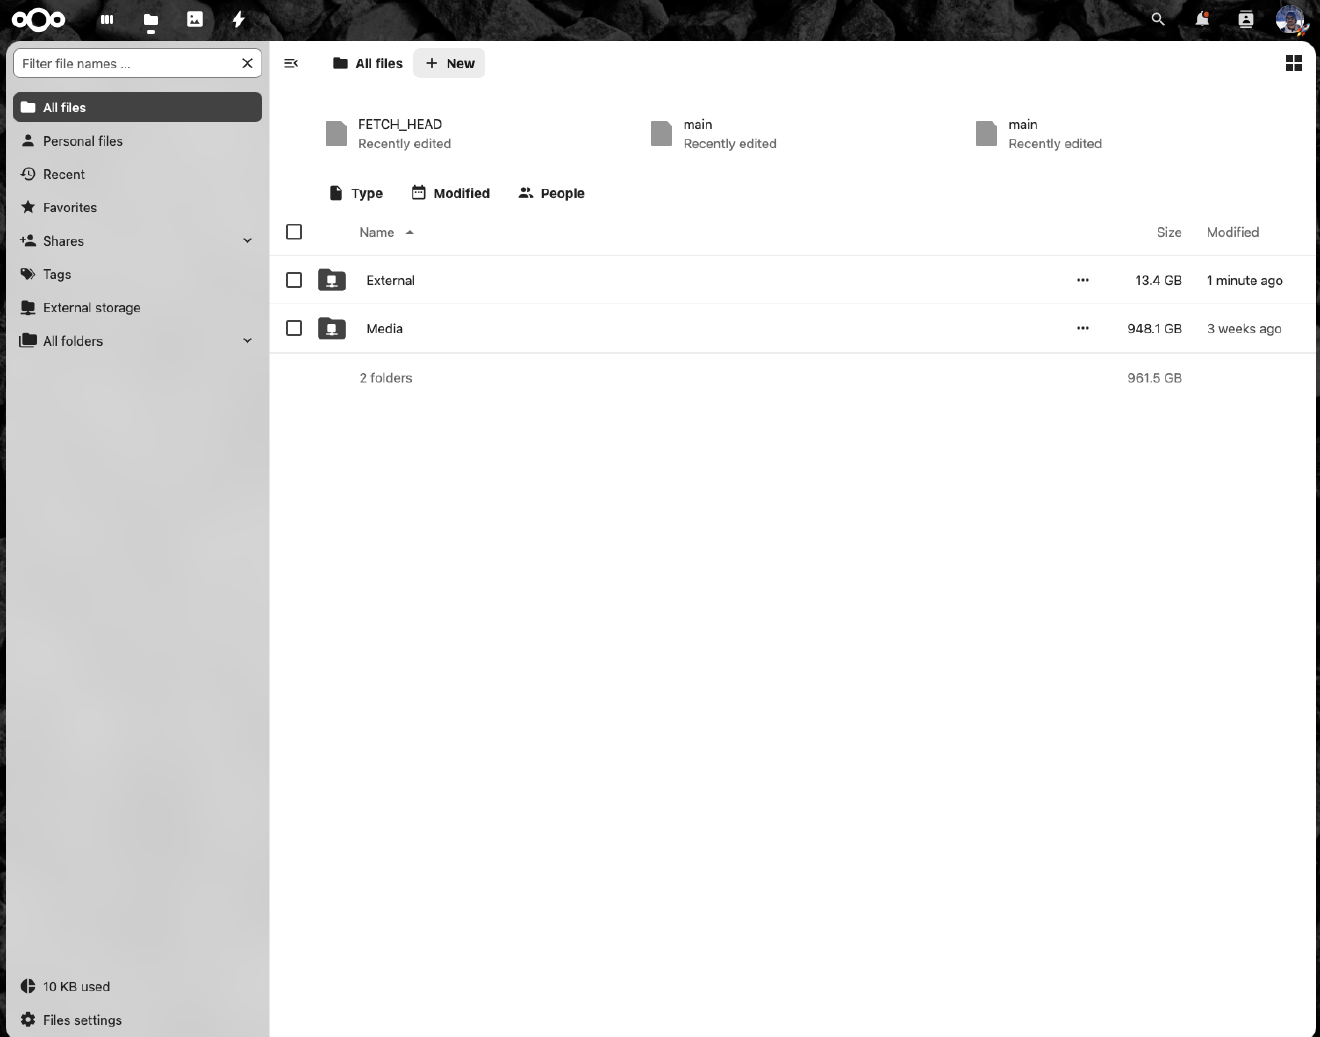 Filter file names ...
All files
Personal files
Recent
Favorites
Shares
Tags
External storage
All folders
10 KB used
Files settings
All files
New
FETCH_HEAD
Recently edited
main
Recently edited
main
Recently edited
Type Modified People
Name Size Modified
External 13.4 GB 1 minute ago
Media 948.1 GB 3 weeks ago
2 folders 961.5 GB